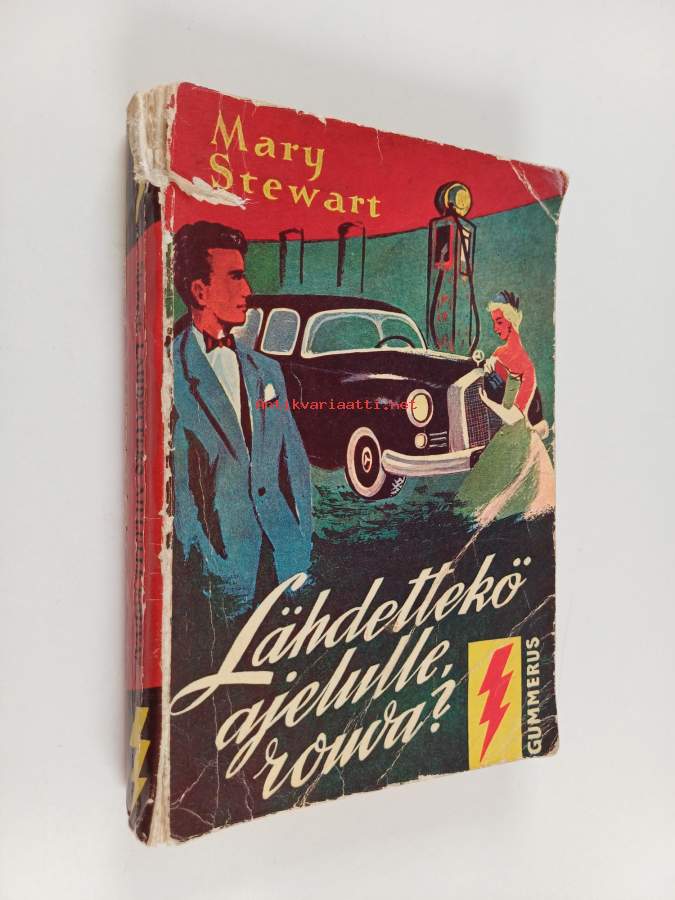 Mary
Stewart
Antikvariaatti.net
Lähdettekö
ajelulle,
rouva?
GUMMERUS